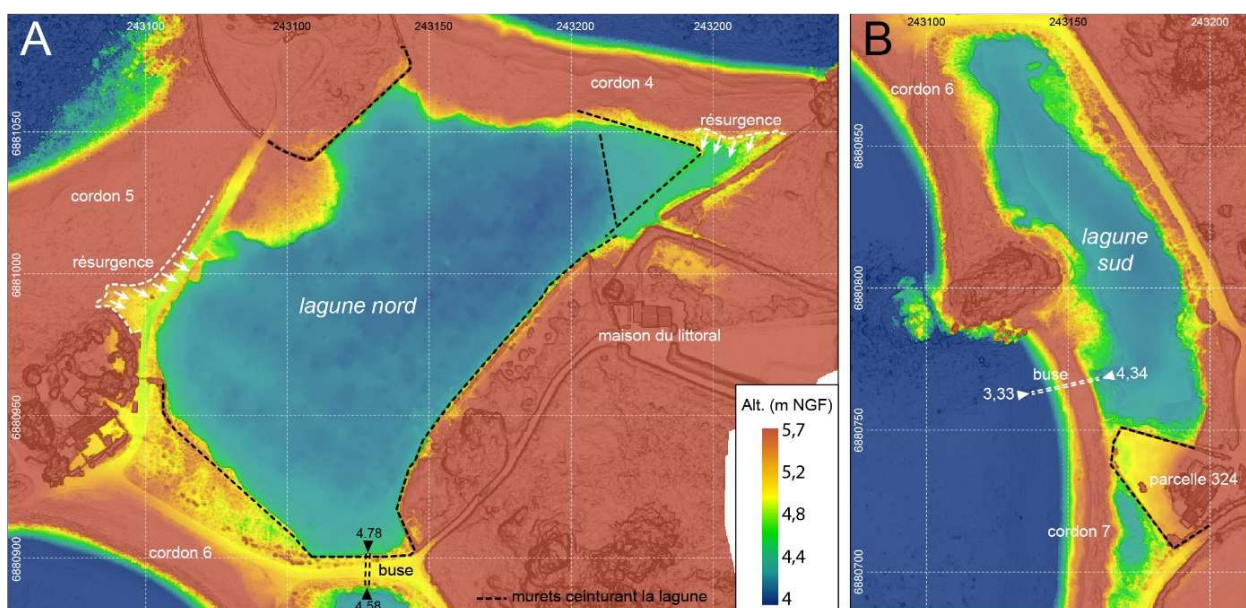 A
243100
243150
243200
243200
6881050
6881000
6880950
6880900
cordon 4
résurgence
cordon 5
résurgence
lagune nord
maison du littoral
cordon 6
4.78
buse
4.58
murets ceinturant la lagune
Alt. (m NGF)
5,7
5,2
4,8
4,4
4
B
243100
243150
243200
6880850
6880800
6880750
6880700
cordon 6
lagune
sud
buse
4,34
3,33
parcelle 324
cordon 7